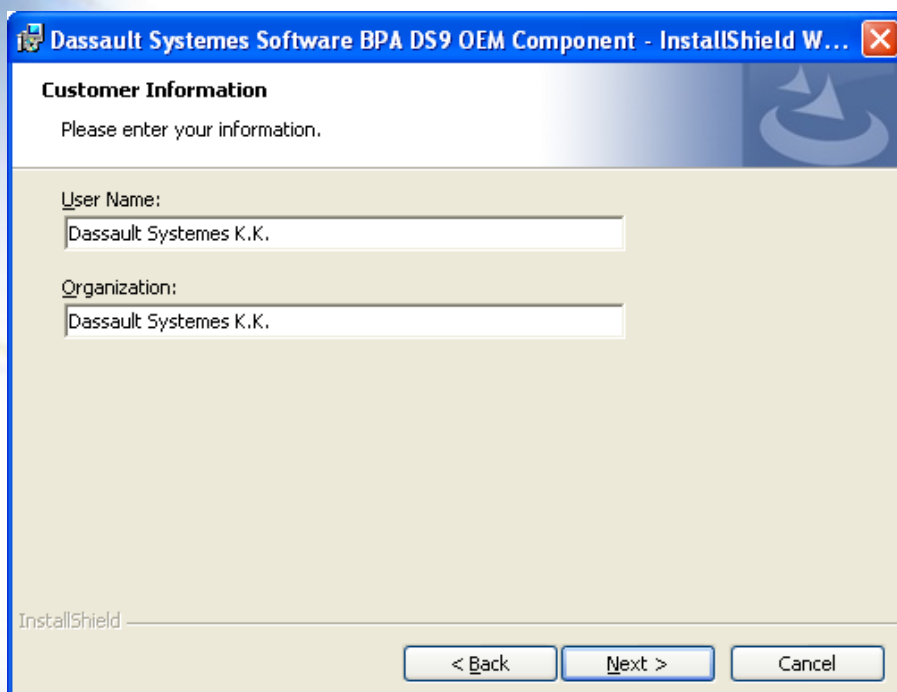 Dassault Systemes Software BPA DS9 OEM Component - InstallShield W...
Customer Information
Please enter your information.
User Name:
Dassault Systemes K.K.
Organization:
Dassault Systemes K.K.
InstallShield
< Back
Next >
Cancel